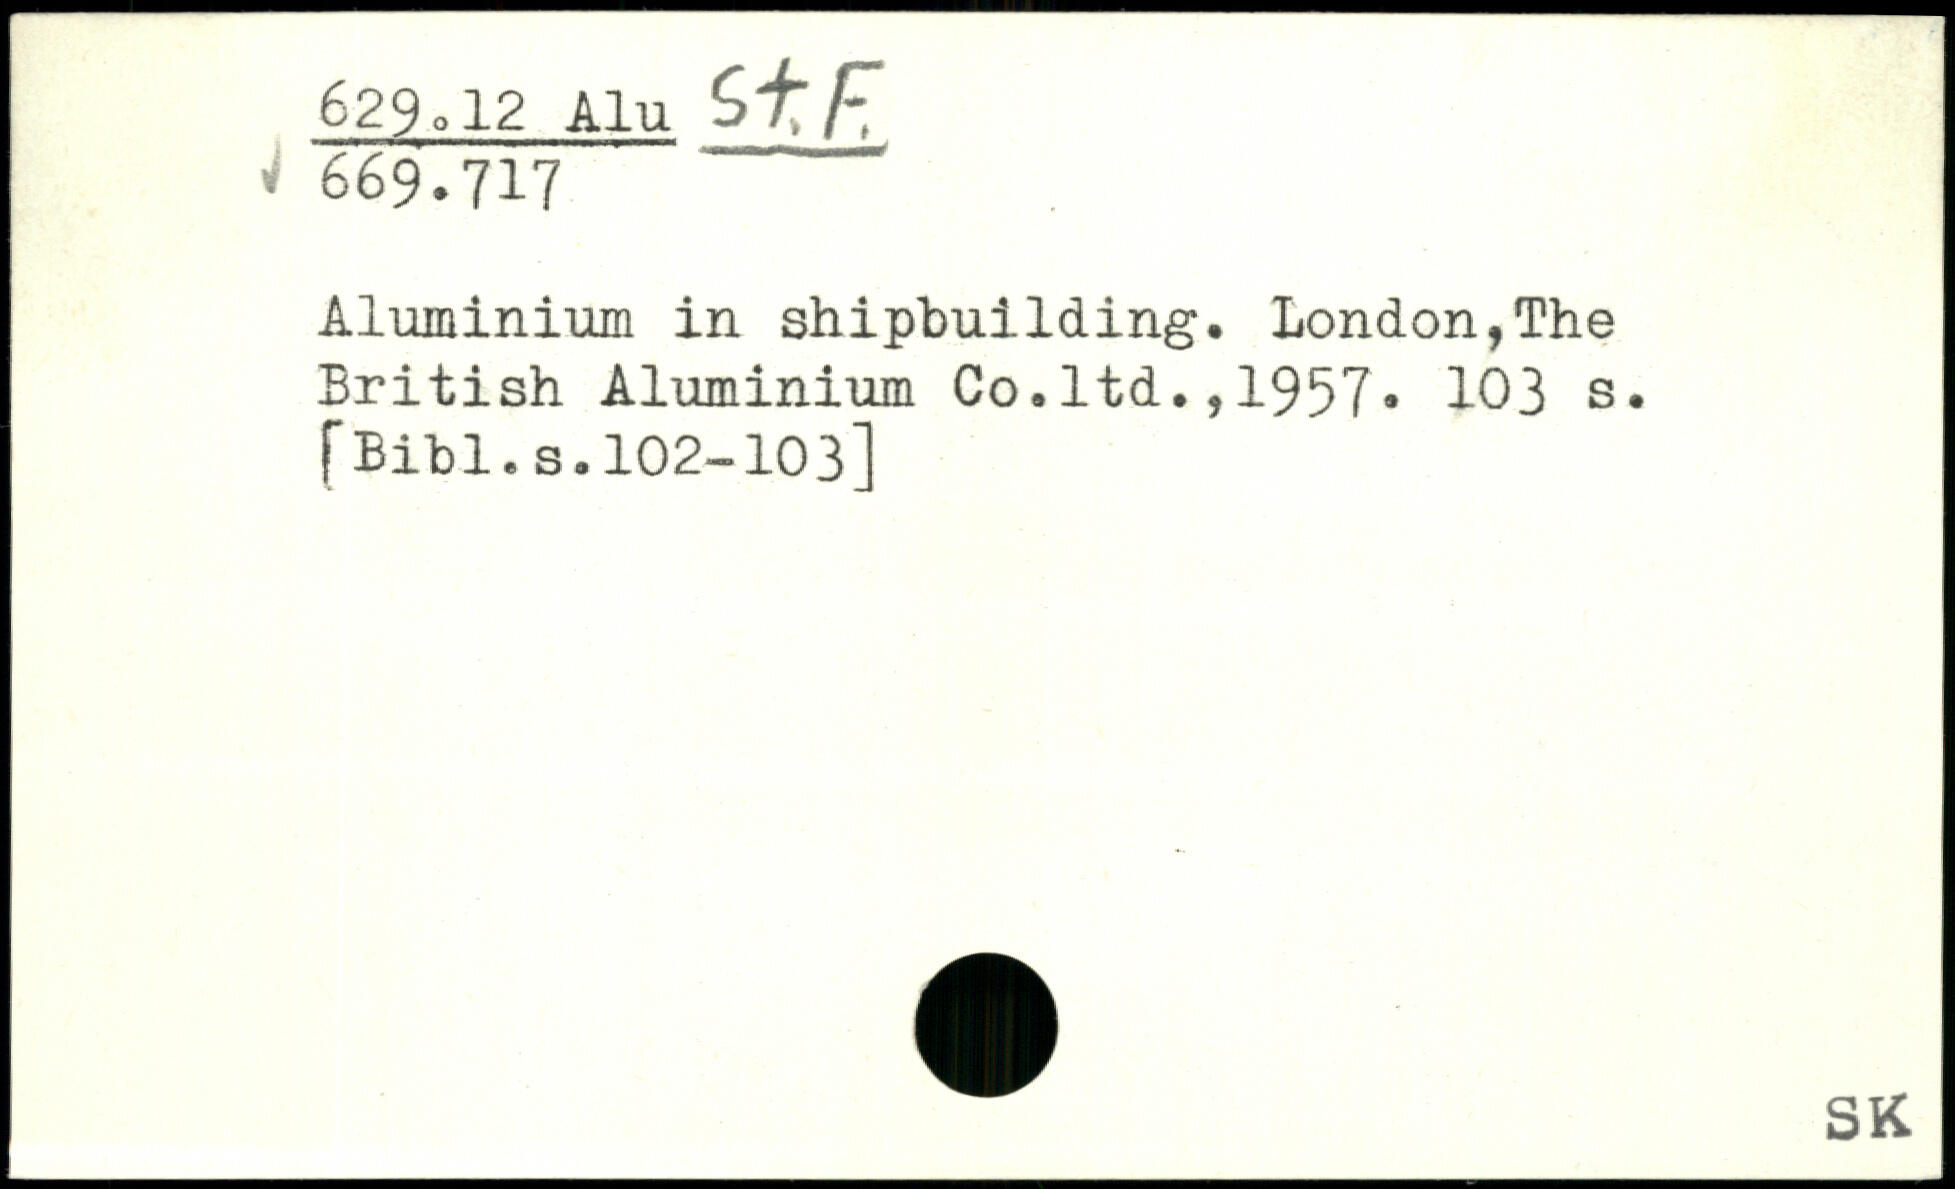 629.12 Alu St.F.
669.717
Aluminium in shipbuilding. London,The
British Aluminium Co.ltd.,1957. 103 s.
[Bibl.s.102-103]
SK